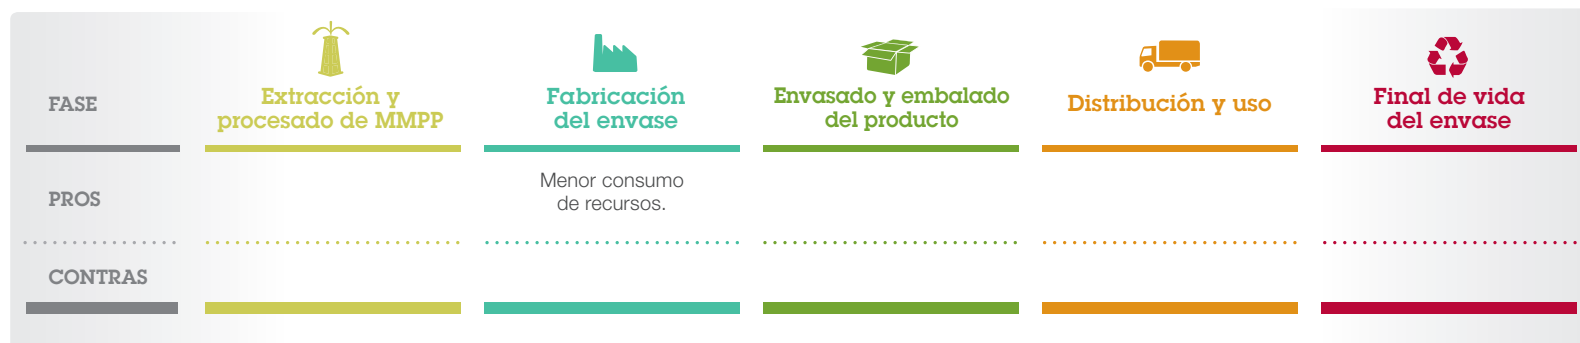 FASE
Extracción y
procesado de MMPP
Fabricación
del envase
Envasado y embalado
del producto
Distribución y uso
Final de vida
del envase
PROS
Menor consumo
de recursos.
CONTRAS